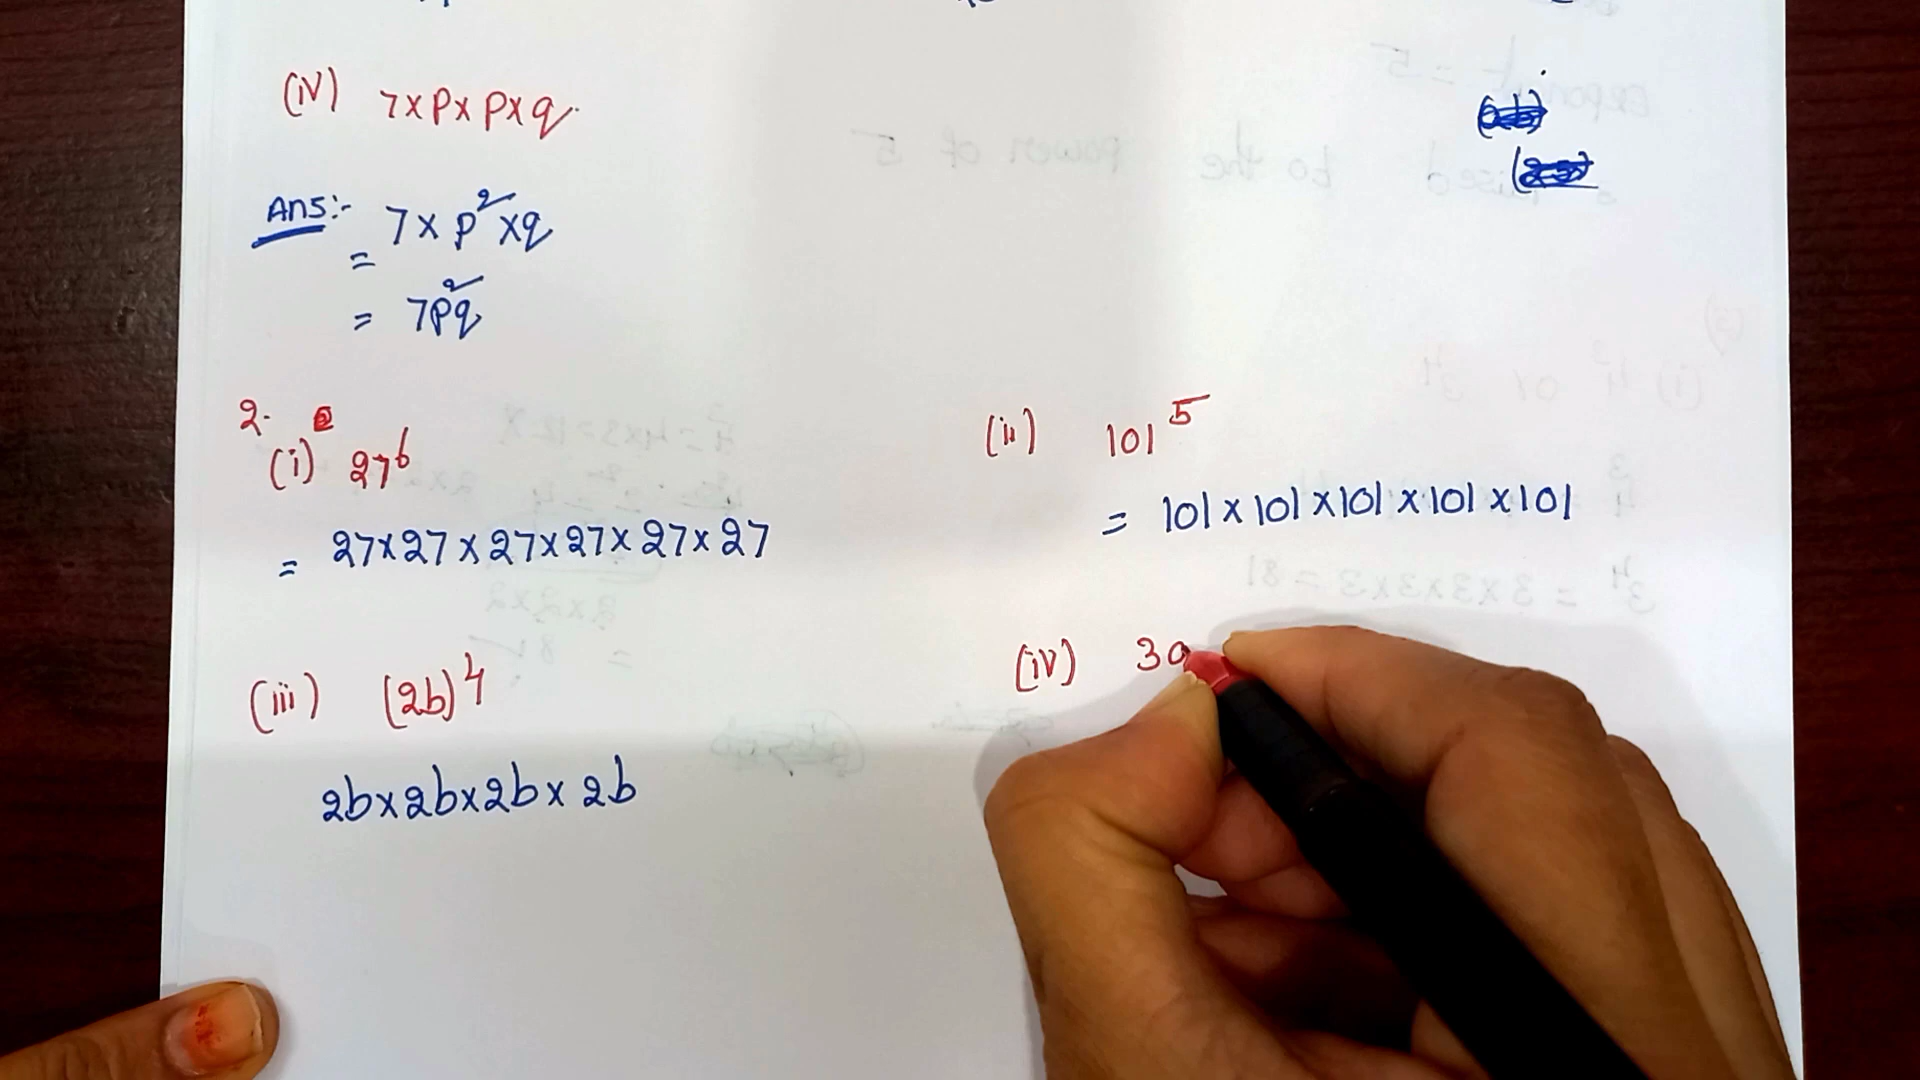 (iv) 7×p×p×q.
Ans:- 7×p²×q
=
= 7p²q
2.
(i) 27⁶
= 27×27×27×27×27×27
(ii) 101⁵
= 101×101×101×101×101
(iii) (2b)⁴
2b×2b×2b×2b
(iv) 3a